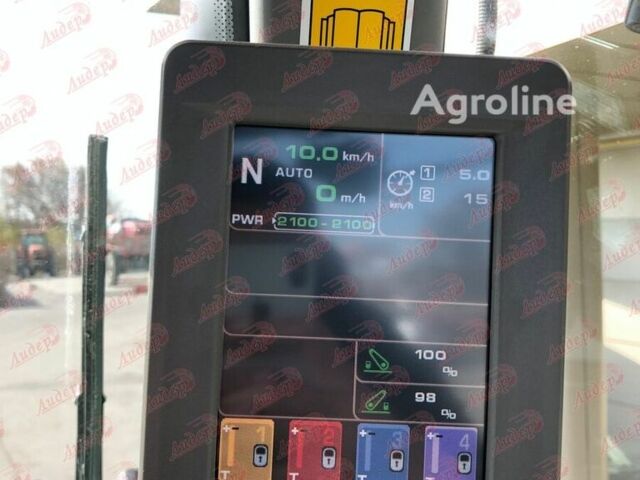 Agroline
10.0 km/h
N AUTO
0 m/h
PWR 2100-2100
1 5.0
2 15
km/h
100 %
98 %
+- 1 +- 2 +- 3 +- 4
T T
Лидер